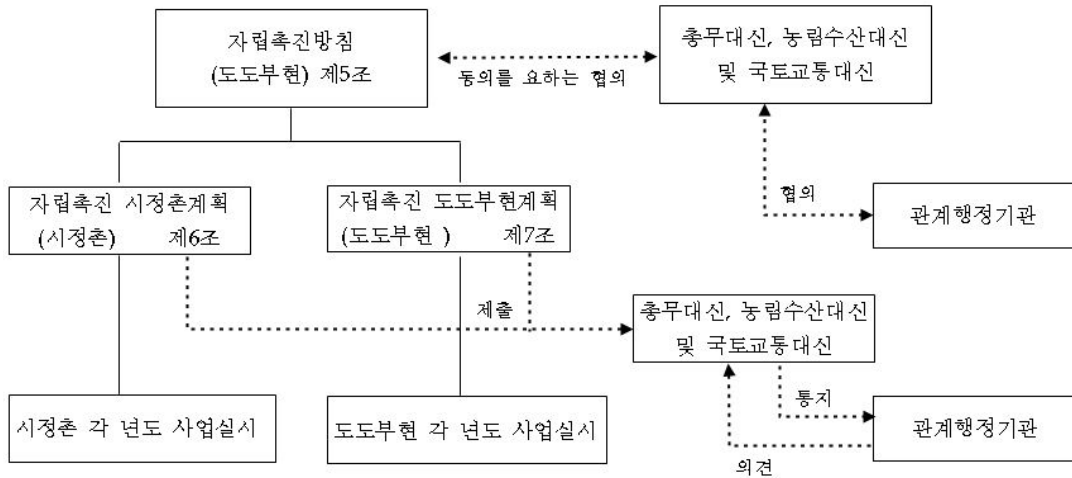 자립촉진방침
(도도부현) 제5조
총무대신, 농림수산대신
및 국토교통대신
동의를 요하는 협의
협의
자립촉진 시정촌계획
(시정촌) 제6조
자립촉진 도도부현계획
(도도부현 ) 제7조
관계행정기관
제출
총무대신, 농림수산대신
및 국토교통대신
통지
시정촌 각 년도 사업실시
도도부현 각 년도 사업실시
관계행정기관
의견